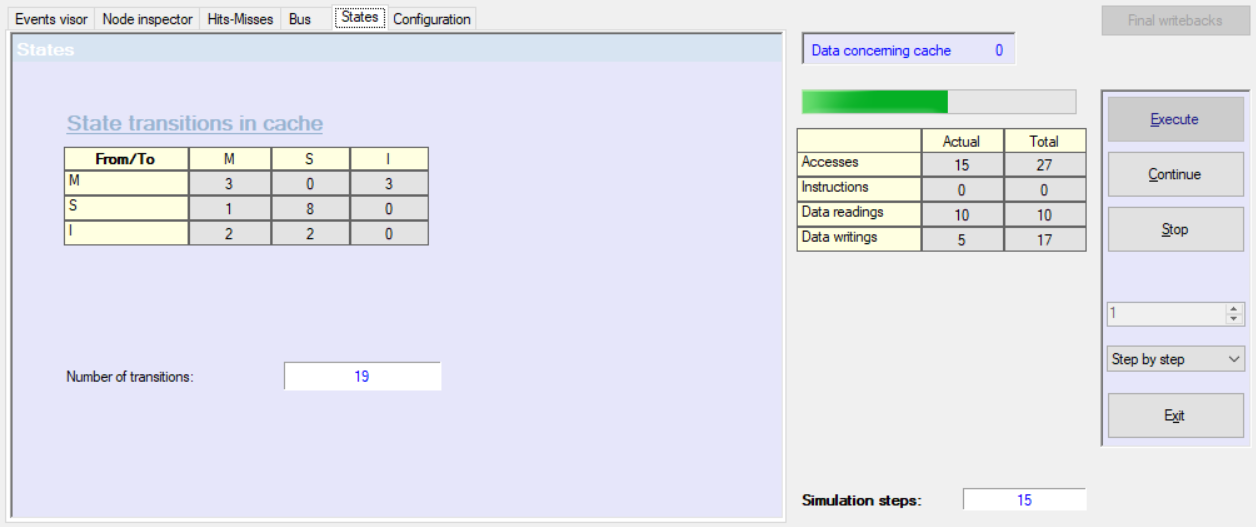 Events visor Node inspector Hits-Misses Bus States Configuration
States
State transitions in cache
From/To M S I
M 3 0 3
S 1 8 0
I 2 2 0
Number of transitions: 19
Data concerning cache 0
Actual Total
Accesses 15 27
Instructions 0 0
Data readings 10 10
Data writings 5 17
Simulation steps: 15
Final writebacks
Execute
Continue
Stop
1
Step by step
Exit